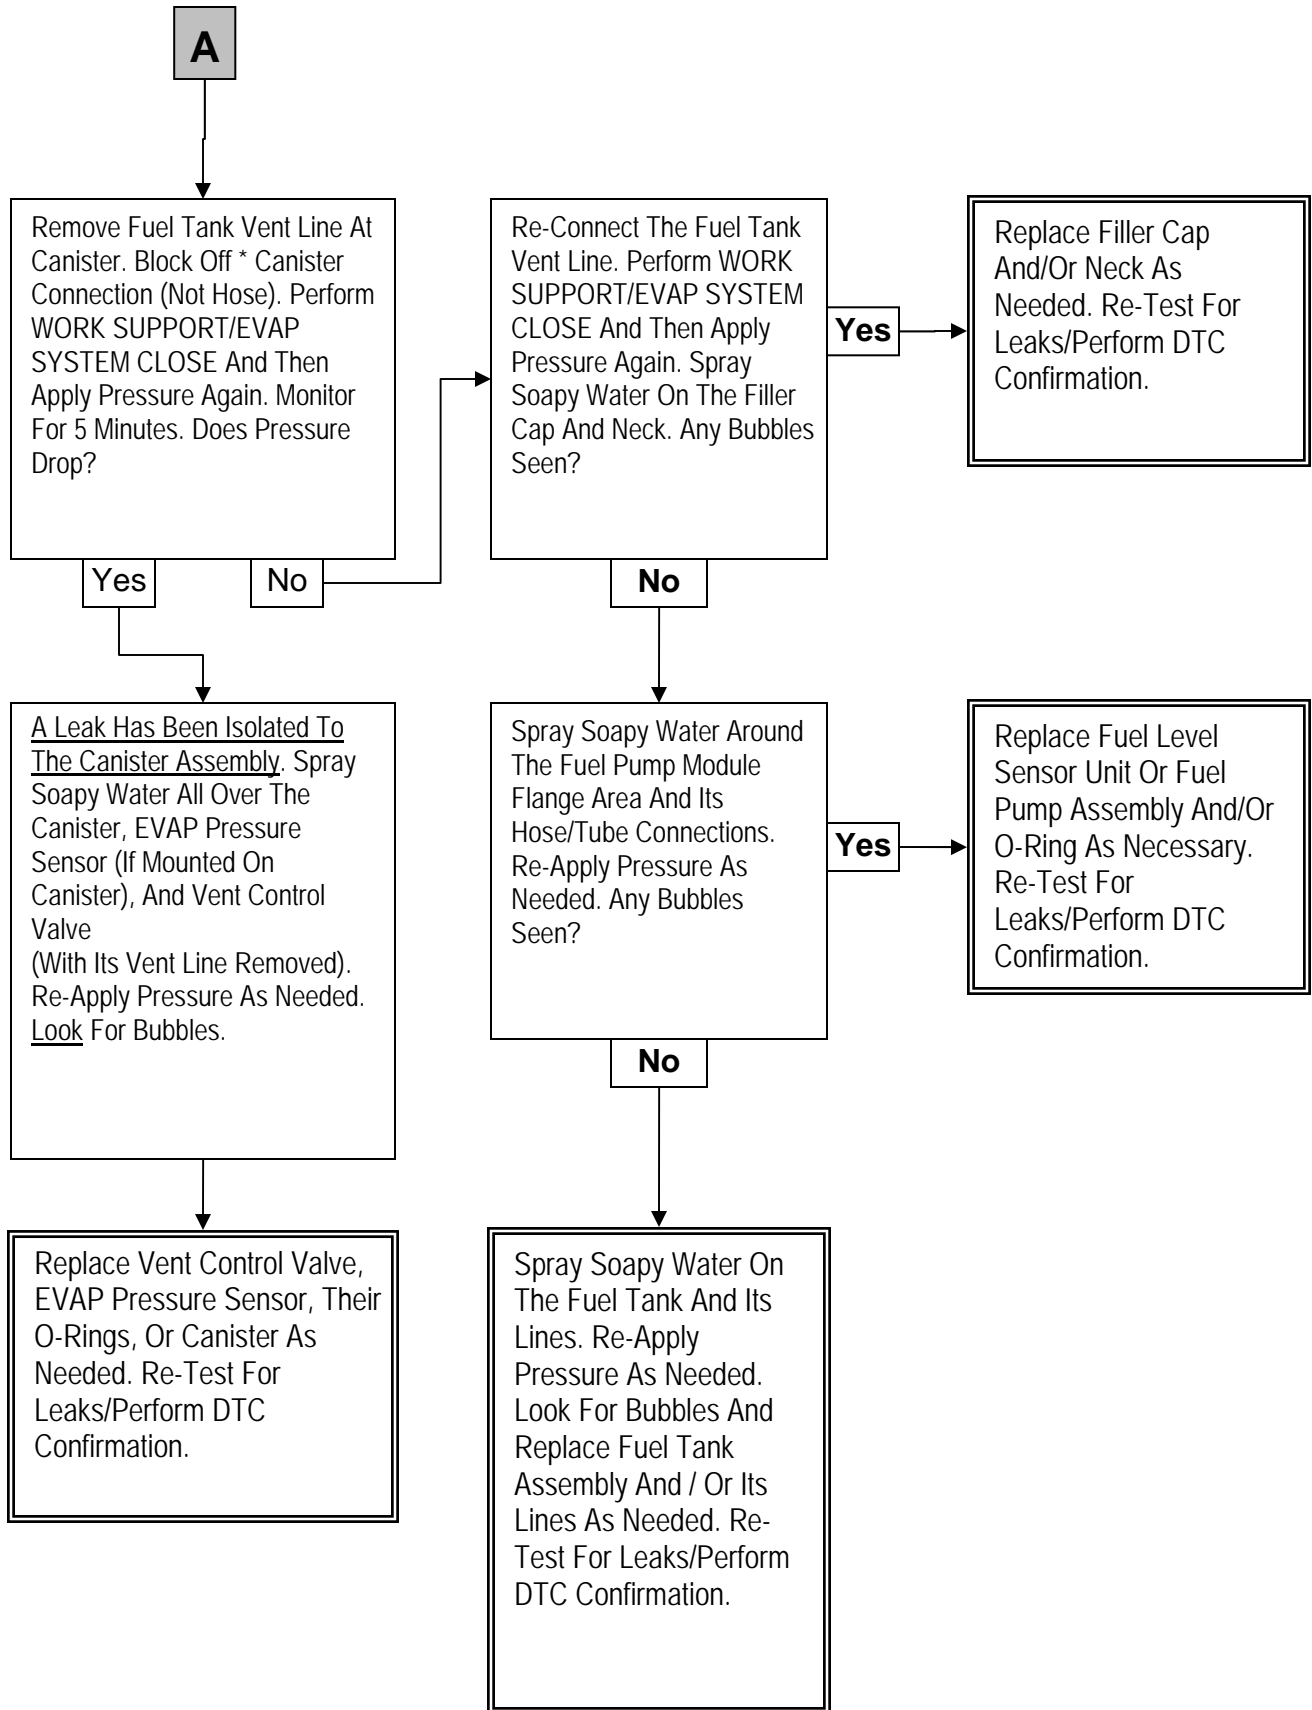 A
Remove Fuel Tank Vent Line At
Canister. Block Off * Canister
Connection (Not Hose). Perform
WORK SUPPORT/EVAP
SYSTEM CLOSE And Then
Apply Pressure Again. Monitor
For 5 Minutes. Does Pressure
Drop?
Yes
No
Re-Connect The Fuel Tank
Vent Line. Perform WORK
SUPPORT/EVAP SYSTEM
CLOSE And Then Apply
Pressure Again. Spray
Soapy Water On The Filler
Cap And Neck. Any Bubbles
Seen?
Yes
No
Replace Filler Cap
And/Or Neck As
Needed. Re-Test For
Leaks/Perform DTC
Confirmation.
A Leak Has Been Isolated To
The Canister Assembly. Spray
Soapy Water All Over The
Canister, EVAP Pressure
Sensor (If Mounted On
Canister), And Vent Control
Valve
(With Its Vent Line Removed).
Re-Apply Pressure As Needed.
Look For Bubbles.
Spray Soapy Water Around
The Fuel Pump Module
Flange Area And Its
Hose/Tube Connections.
Re-Apply Pressure As
Needed. Any Bubbles
Seen?
Yes
No
Replace Fuel Level
Sensor Unit Or Fuel
Pump Assembly And/Or
O-Ring As Necessary.
Re-Test For
Leaks/Perform DTC
Confirmation.
Replace Vent Control Valve,
EVAP Pressure Sensor, Their
O-Rings, Or Canister As
Needed. Re-Test For
Leaks/Perform DTC
Confirmation.
Spray Soapy Water On
The Fuel Tank And Its
Lines. Re-Apply
Pressure As Needed.
Look For Bubbles And
Replace Fuel Tank
Assembly And / Or Its
Lines As Needed. Re-
Test For Leaks/Perform
DTC Confirmation.